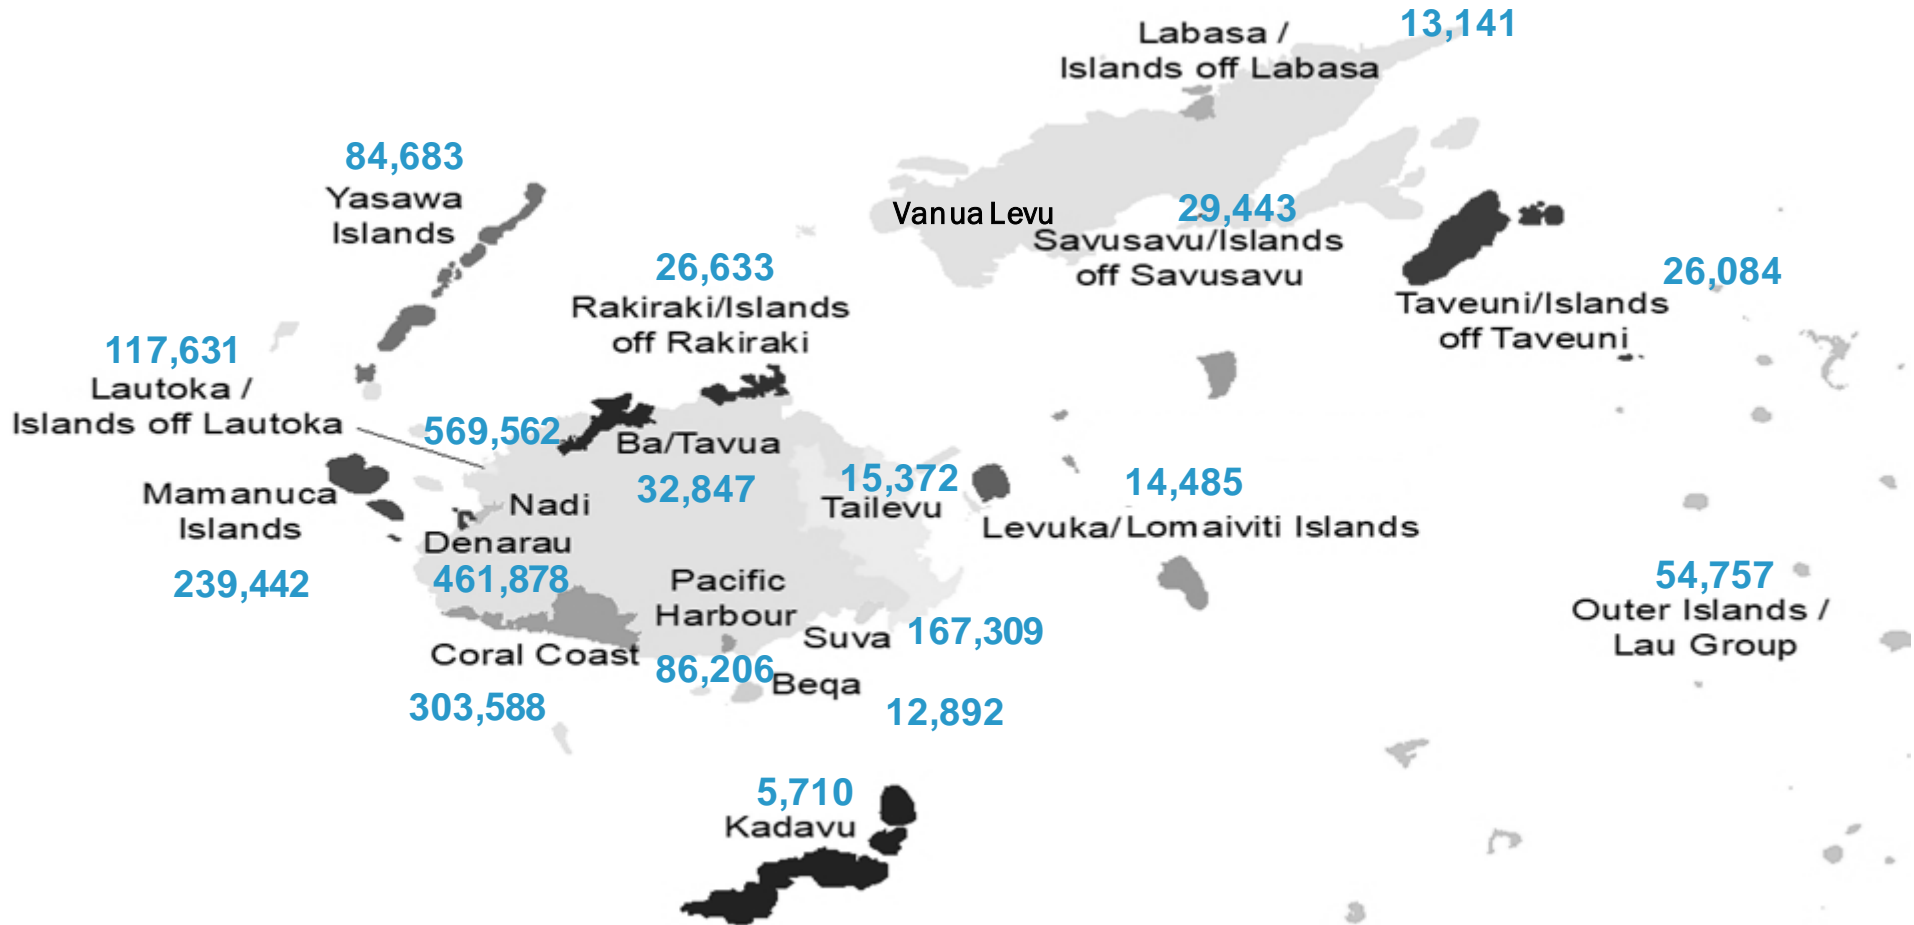 13,141
Labasa /
Islands off Labasa
84,683
Yasawa
Islands
Vanua Levu
29,443
Savusavu/Islands
off Savusavu
26,633
Rakiraki/Islands
off Rakiraki
26,084
Taveuni/Islands
off Taveuni
117,631
Lautoka /
Islands off Lautoka
569,562
Ba/Tavua
32,847
15,372
Tailevu
14,485
Levuka/Lomaiviti Islands
Mamanuca
Islands
239,442
Nadi
Denarau
461,878
Pacific
Harbour
86,206
Suva 167,309
54,757
Outer Islands /
Lau Group
Coral Coast
303,588
Beqa
12,892
5,710
Kadavu